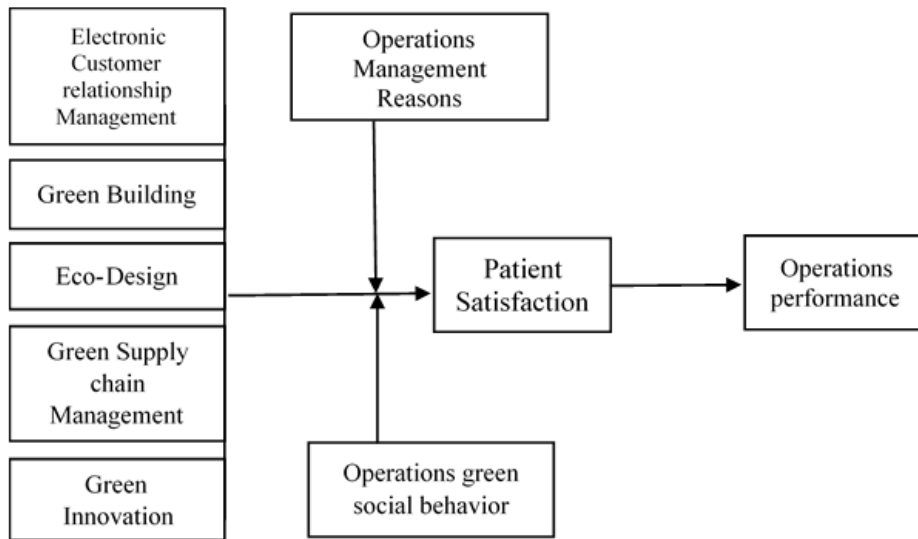 Electronic
Customer
relationship
Management
Green Building
Eco-Design
Green Supply
chain
Management
Green
Innovation
Operations
Management
Reasons
Operations green
social behavior
Patient
Satisfaction
Operations
performance